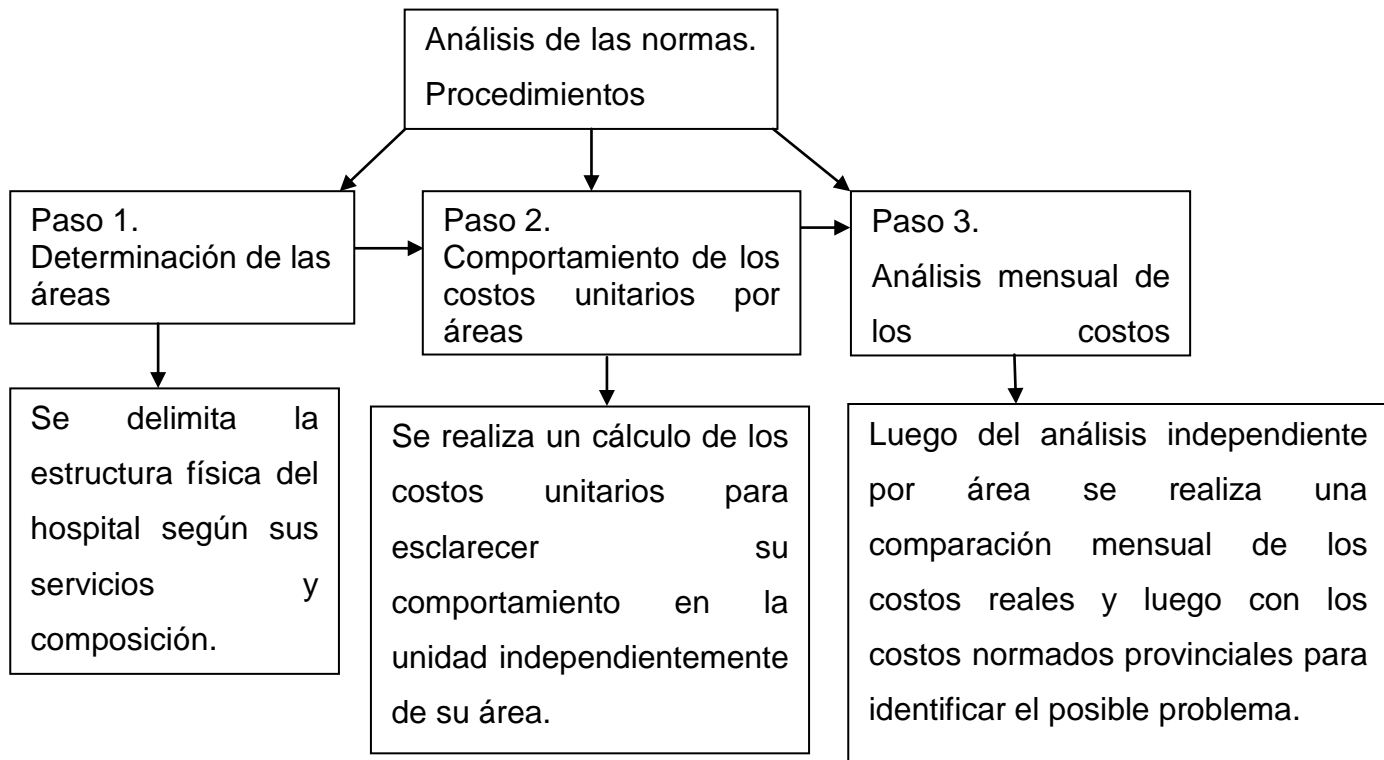 Análisis de las normas.
Procedimientos
Paso 1.
Determinación de las
áreas
Paso 2.
Comportamiento de los
costos unitarios por
áreas
Paso 3.
Análisis mensual de
los costos
Se delimita la
estructura física del
hospital según sus
servicios y
composición.
Se realiza un cálculo de los
costos unitarios para
esclarecer su
comportamiento en la
unidad independientemente
de su área.
Luego del análisis independiente
por área se realiza una
comparación mensual de los
costos reales y luego con los
costos normados provinciales para
identificar el posible problema.